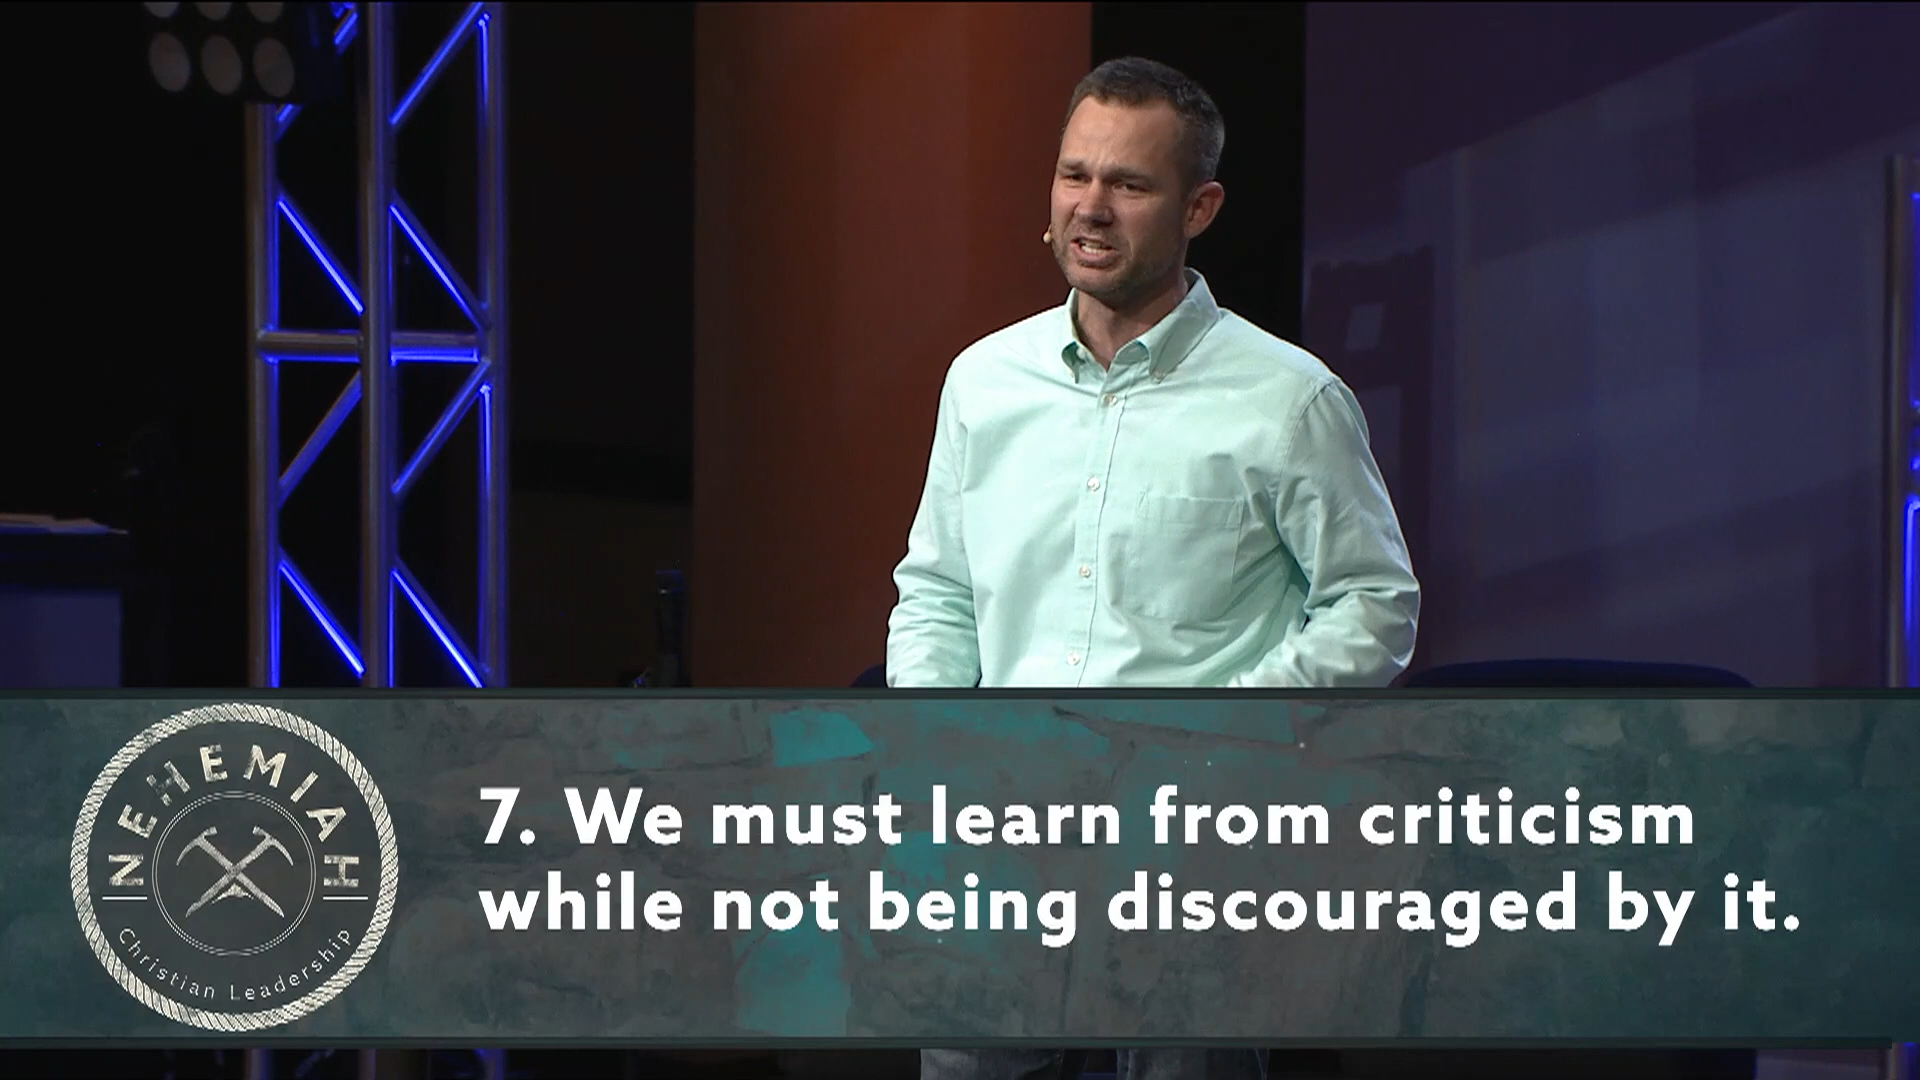 NEHEMIAH
Christian Leadership
7. We must learn from criticism
while not being discouraged by it.